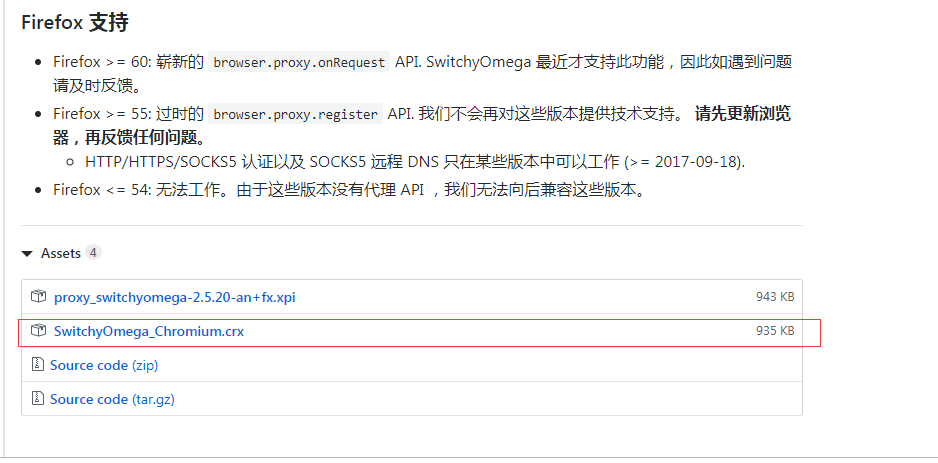 Firefox 支持
Firefox >= 60: 崭新的 browser.proxy.onRequest API. SwitchyOmega 最近才支持此功能，因此如遇到问题
请及时反馈。
Firefox >= 55: 过时的 browser.proxy.register API. 我们不会再对这些版本提供技术支持。 请先更新浏览
器，再反馈任何问题。
HTTP/HTTPS/SOCKS5 认证以及 SOCKS5 远程 DNS 只在某些版本中可以工作 (>= 2017-09-18).
Firefox <= 54: 无法工作。由于这些版本没有代理 API ，我们无法向后兼容这些版本。
Assets 4
proxy_switchyomega-2.5.20-an+fx.xpi 943 KB
SwitchyOmega_Chromium.crx 935 KB
Source code (zip)
Source code (tar.gz)